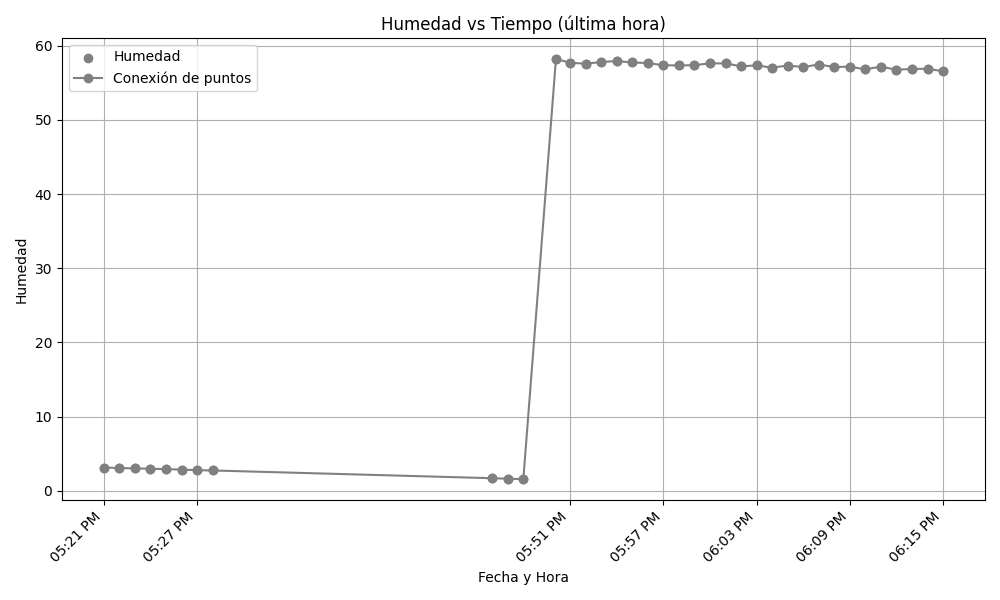 Humedad vs Tiempo (última hora)
Humedad
Conexión de puntos
60
50
40
30
20
10
0
Humedad
05:21 PM
05:27 PM
05:51 PM
05:57 PM
06:03 PM
06:09 PM
06:15 PM
Fecha y Hora